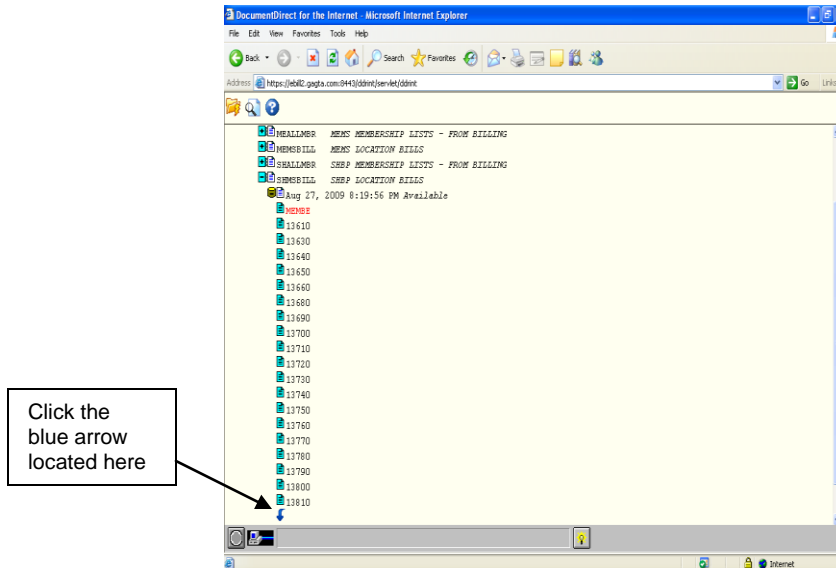 DocumentDirect for the Internet - Microsoft Internet Explorer
File Edit View Favorites Tools Help
Back Search Favorites
Address https://ebill2.gagta.com:8443/ddrint/servlet/ddrint Go Links
MEALLMBR MEMS MEMBERSHIP LISTS - FROM BILLING
MEMSBILL MEMS LOCATION BILLS
SHALLMBR SHBP MEMBERSHIP LISTS - FROM BILLING
SHMSBILL SHBP LOCATION BILLS
Aug 27, 2009 8:19:56 PM Available
MEMBE
13610
13630
13640
13650
13660
13680
13690
13700
13710
13720
13730
13740
13750
13760
13770
13780
13790
13800
13810
Click the
blue arrow
located here
Internet